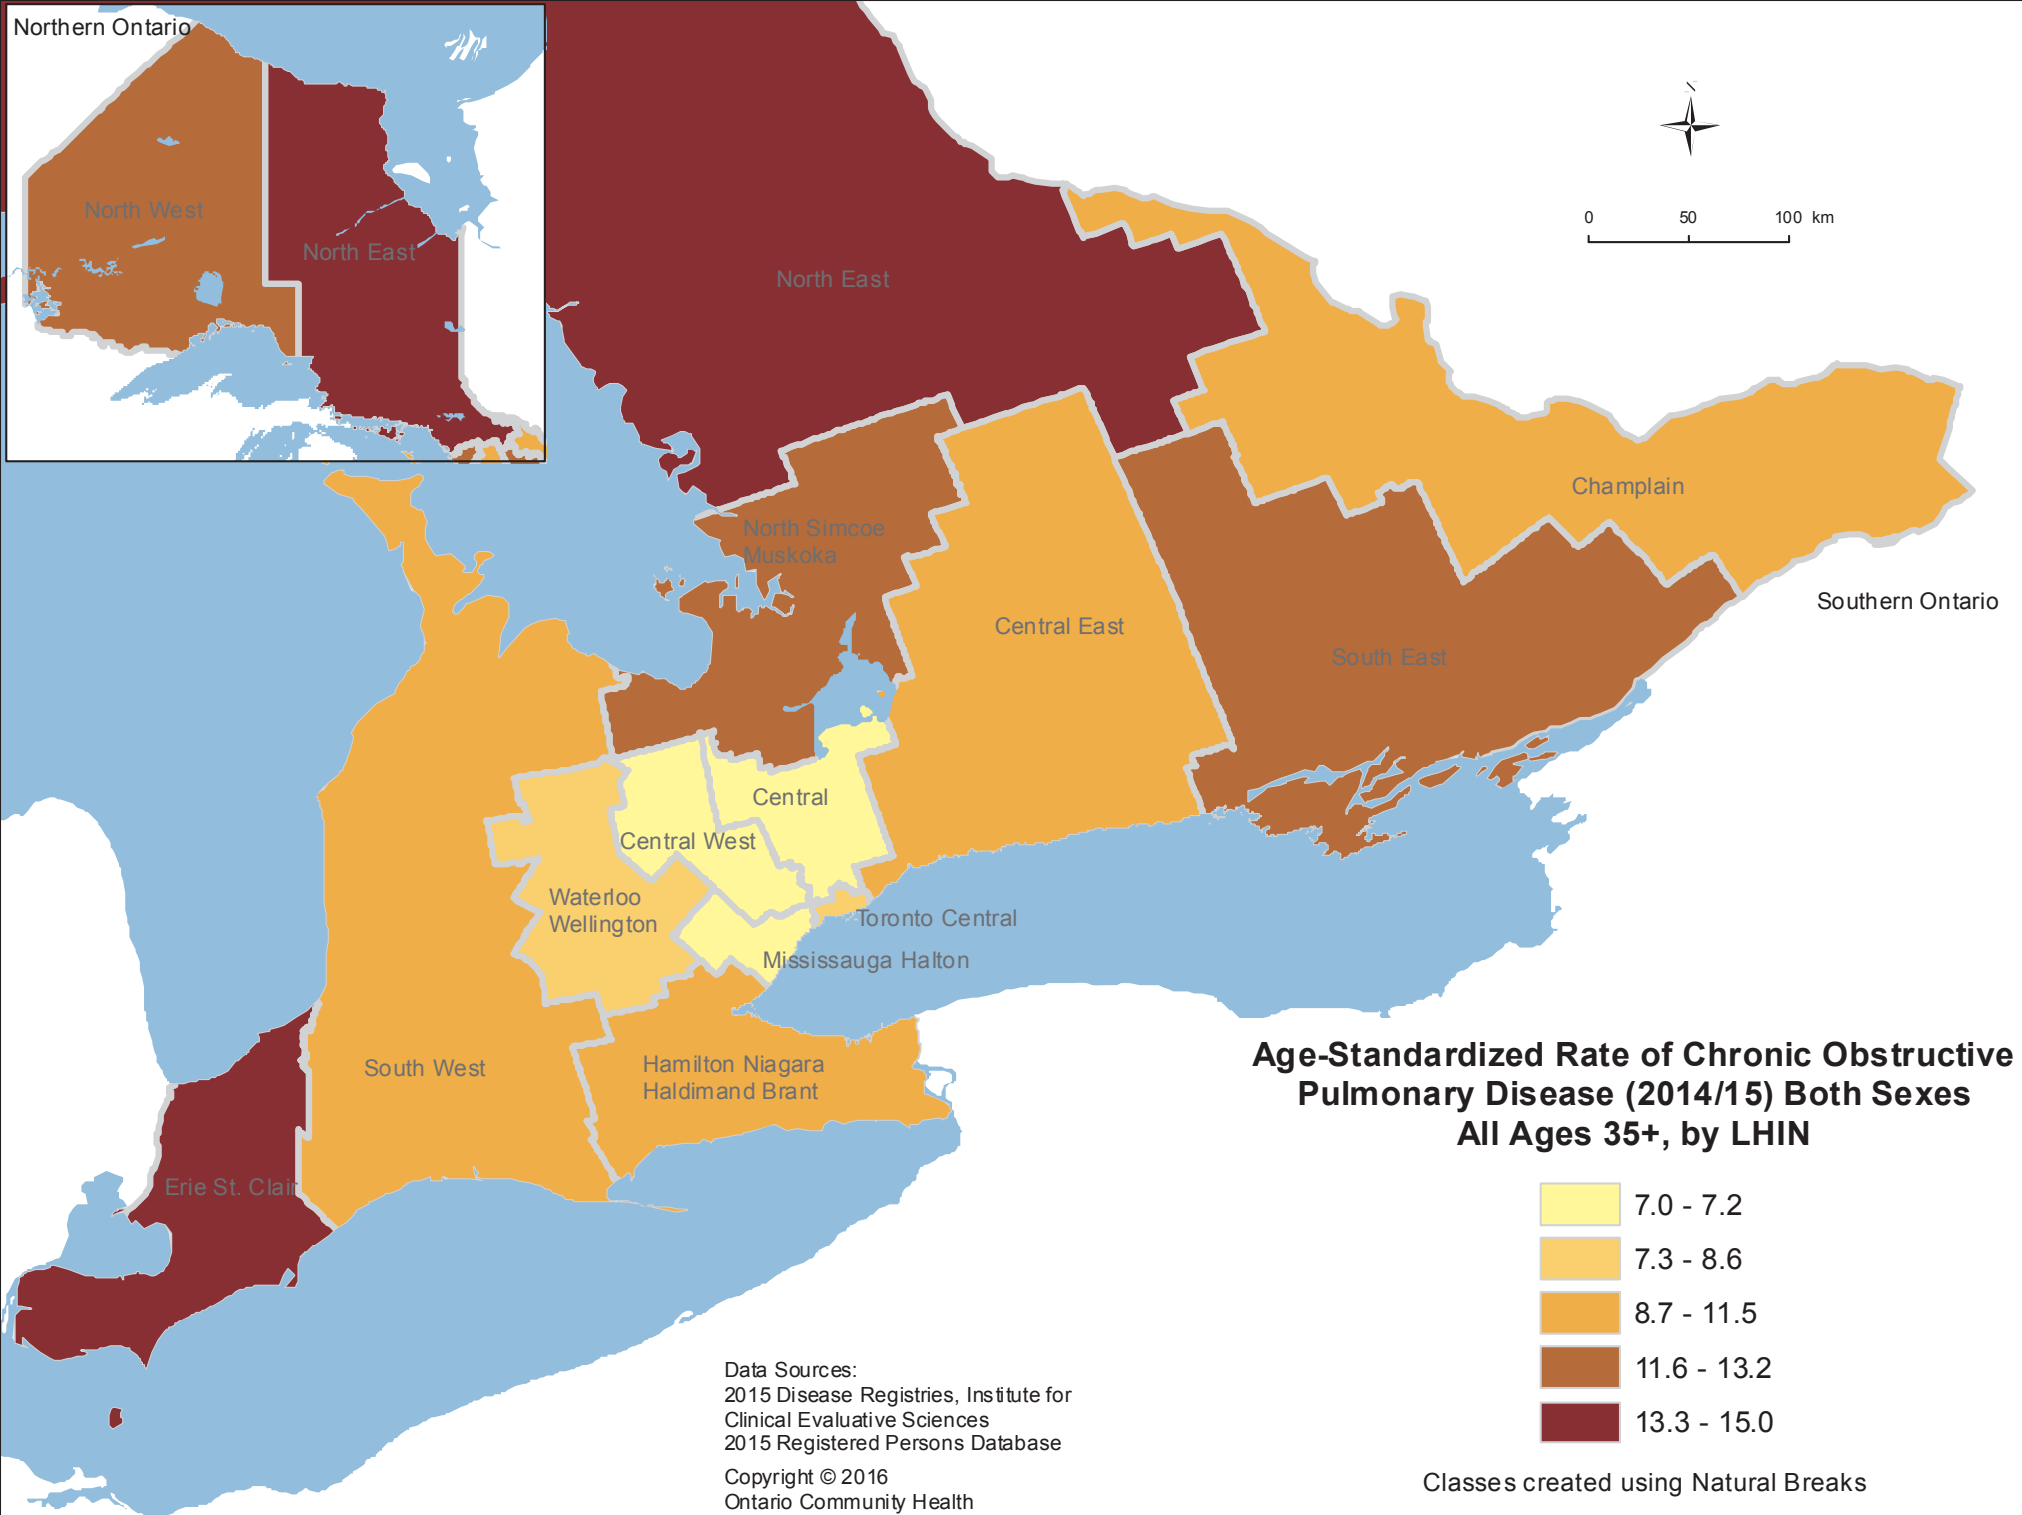 Northern Ontario
N
0 50 100 km
North West
North East
North East
Champlain
North Simcoe
Muskoka
Southern Ontario
Central East
South East
Central
Central West
Waterloo
Wellington
Toronto Central
Mississauga Halton
South West
Hamilton Niagara
Haldimand Brant
Erie St. Clair
Age-Standardized Rate of Chronic Obstructive
Pulmonary Disease (2014/15) Both Sexes
All Ages 35+, by LHIN
7.0 - 7.2
7.3 - 8.6
8.7 - 11.5
11.6 - 13.2
13.3 - 15.0
Classes created using Natural Breaks
Data Sources:
2015 Disease Registries, Institute for
Clinical Evaluative Sciences
2015 Registered Persons Database
Copyright © 2016
Ontario Community Health